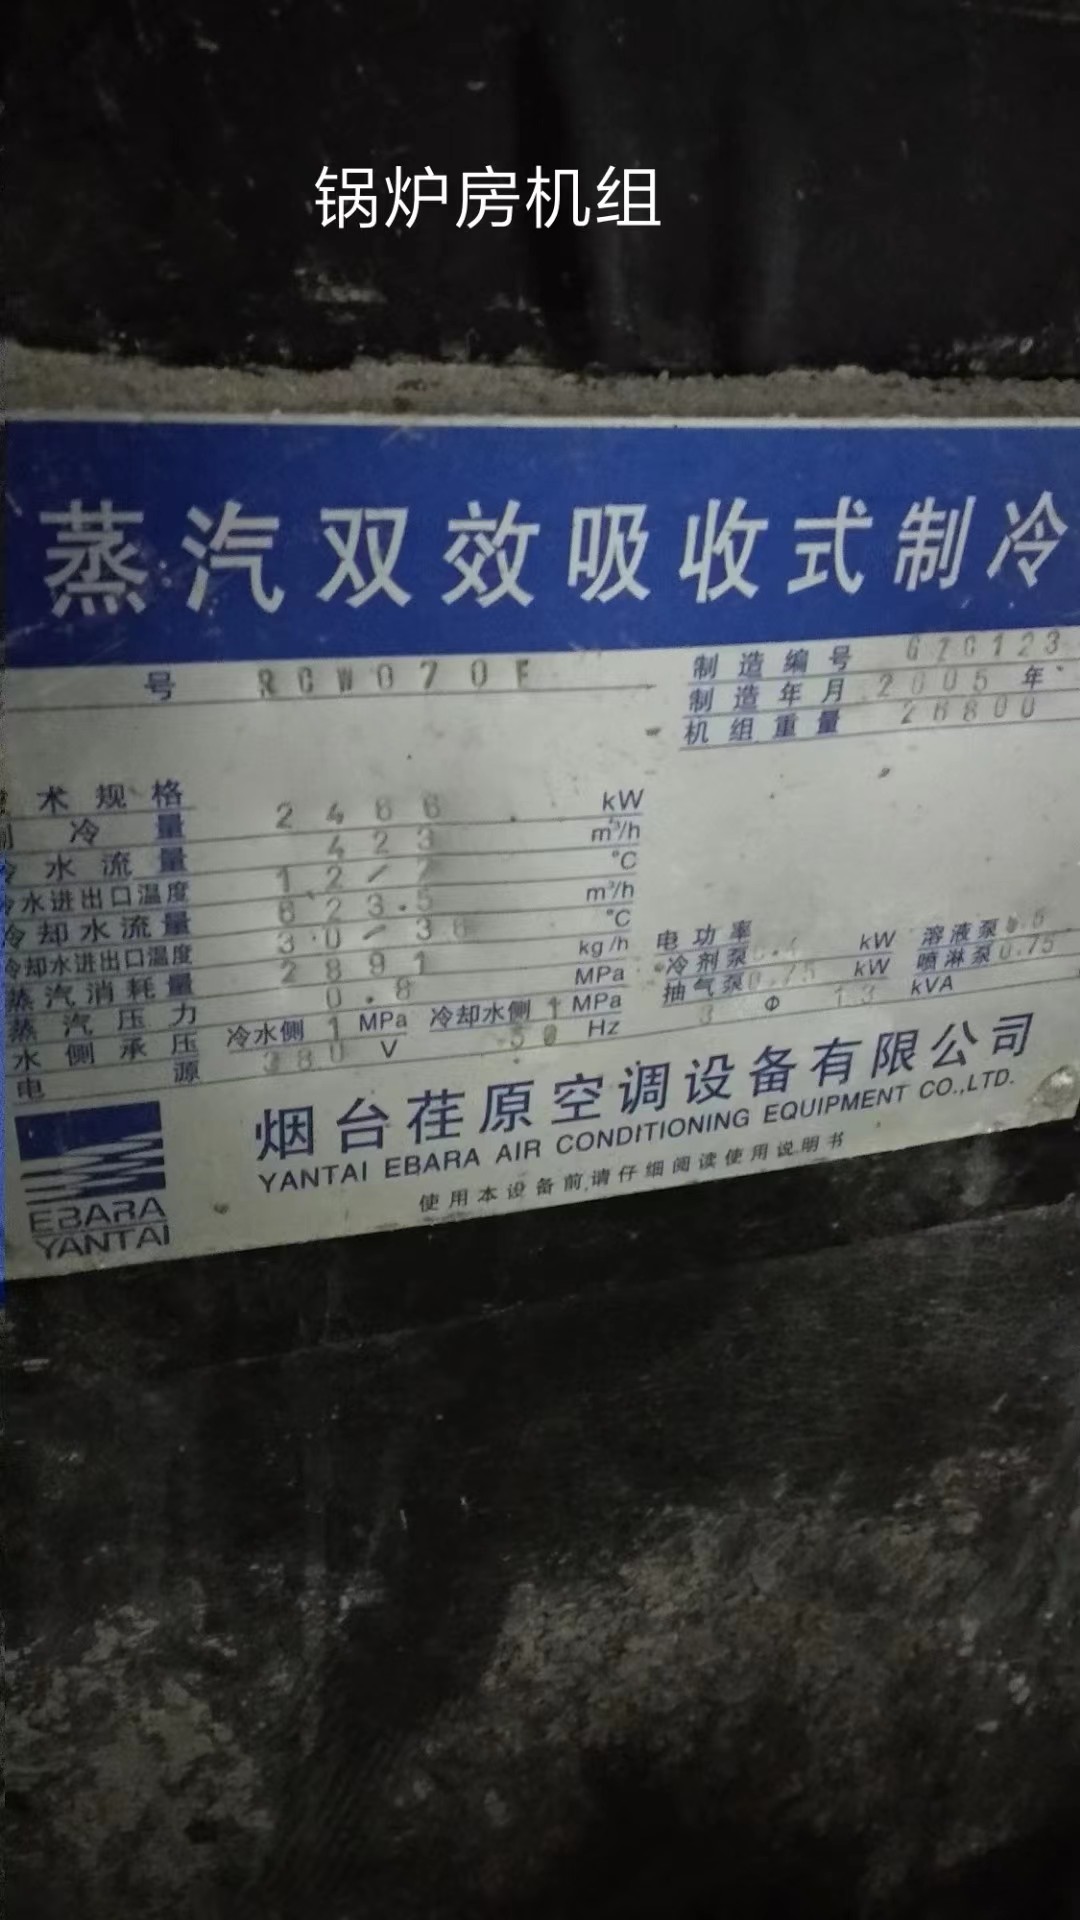 锅炉房机组
蒸汽双效吸收式制冷
号 RCW070E
制造编号
制造年月 2005年
机组重量 28800
术规格
冷量 2466 kW
水流量 423 m³/h
水进出口温度 12/7 ℃
冷却水流量 623.5 m³/h
冷却水进出口温度 30/ ℃
蒸汽消耗量 2891 kg/h
蒸汽压力 0.8 MPa
水侧承压 冷水侧 1 MPa 冷却水侧 1 MPa
电源 380 V 50 Hz 3 Φ 13 kVA
电功率
冷剂泵 kW 溶液泵
抽气泵 0.75 kW 喷淋泵 0.75
烟台荏原空调设备有限公司
YANTAI EBARA AIR CONDITIONING EQUIPMENT CO.,LTD.
使用本设备前,请仔细阅读使用说明书
EBARA
YANTAI